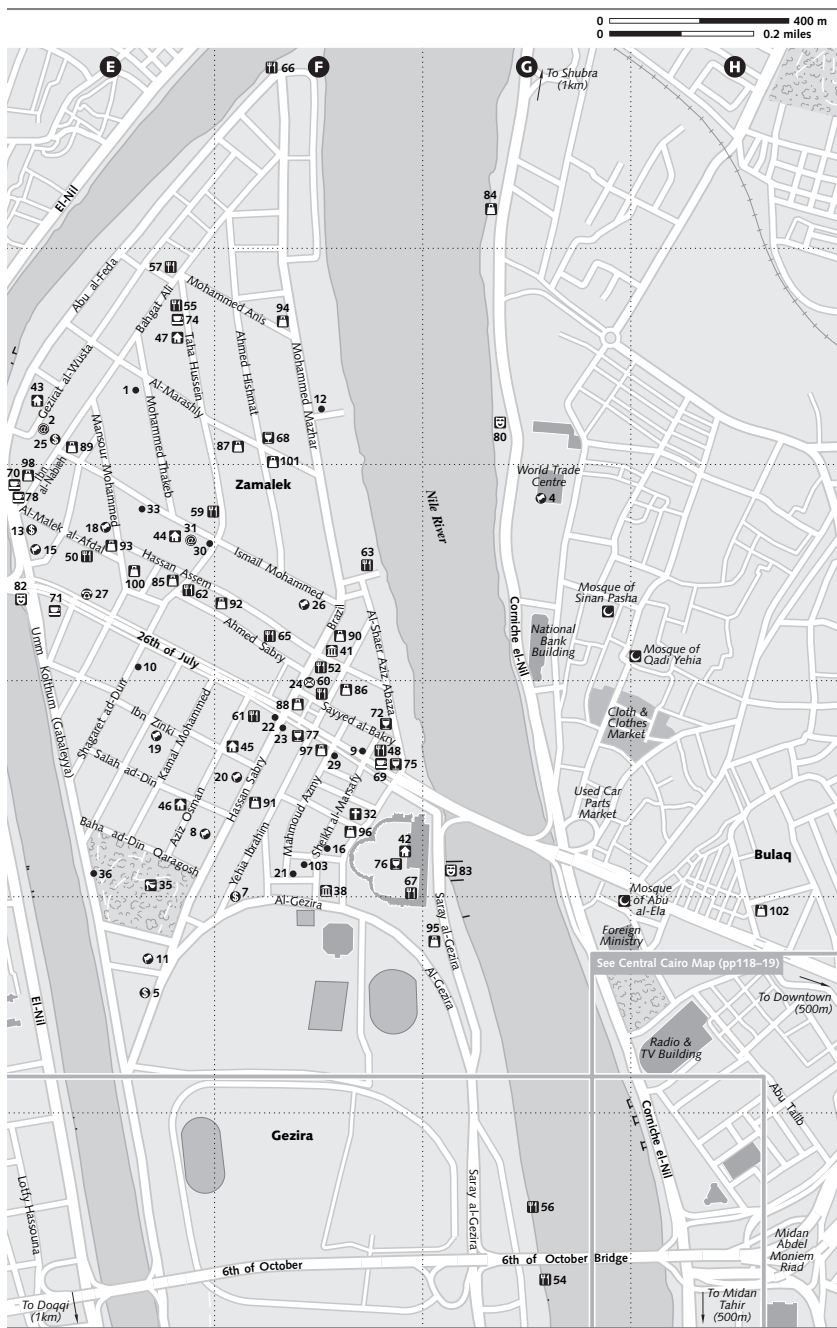 0 400 m
0 0.2 miles
E
F
G
H
66
To Shubra
(1km)
El-Nil
84
57
Abu al-Feda
Mohammed Anis
Bahgat Ali
55
74
94
47
Taha Hussein
Ahmed Hishmat
Mohammed Mazhar
43
Gezirat al-Wusta
1
Al-Marashly
12
2
@
25
$
89
Mansour Mohammed
Mohammed Thakeb
87
68
101
80
98
Ibn
al-Nabieh
70
78
Zamalek
World Trade
Centre
4
Nile River
33
59
Al-Malek al-Afdal
13
$
18
31
@
44
30
15
93
50
Hassan Assem
Ismail Mohammed
63
100
85
62
82
71
27
92
26
Mosque of
Sinan Pasha
Brazil
Al-Shaer Aziz Abaza
Corniche el-Nil
65
Ahmed Sabry
90
41
National
Bank
Building
Mosque of
Qadi Yehia
26th of July
Umm Kolthum (Gabaleyya)
10
52
24
60
86
88
Shagaret ad-Durr
Kamal Mohammed
Ibn Zinki
61
22
23
77
Sayyed al-Bakry
72
Cloth &
Clothes
Market
19
45
97
29
9
48
69
75
Salah ad-Din
20
Hassan Sabry
Mahmoud Azmy
Sheikh al-Marsafy
46
Aziz Osman
91
Used Car
Parts
Market
8
32
96
Baha ad-Din Qaragosh
Yehia Ibrahim
16
42
76
Bulaq
36
35
103
21
83
67
$
7
38
Al-Gezira
Saray al-Gezira
Mosque
of Abu
al-Ela
102
95
Foreign
Ministry
11
Al-Gezira
See Central Cairo Map (pp118–19)
$
5
El-Nil
To Downtown
(500m)
Radio &
TV Building
Abu Talib
Corniche el-Nil
Gezira
Lotfy Hassouna
Saray al-Gezira
56
Midan
Abdel
Moniem
Riad
6th of October
6th of October Bridge
54
To Doqqi
(1km)
To Midan
Tahir
(500m)